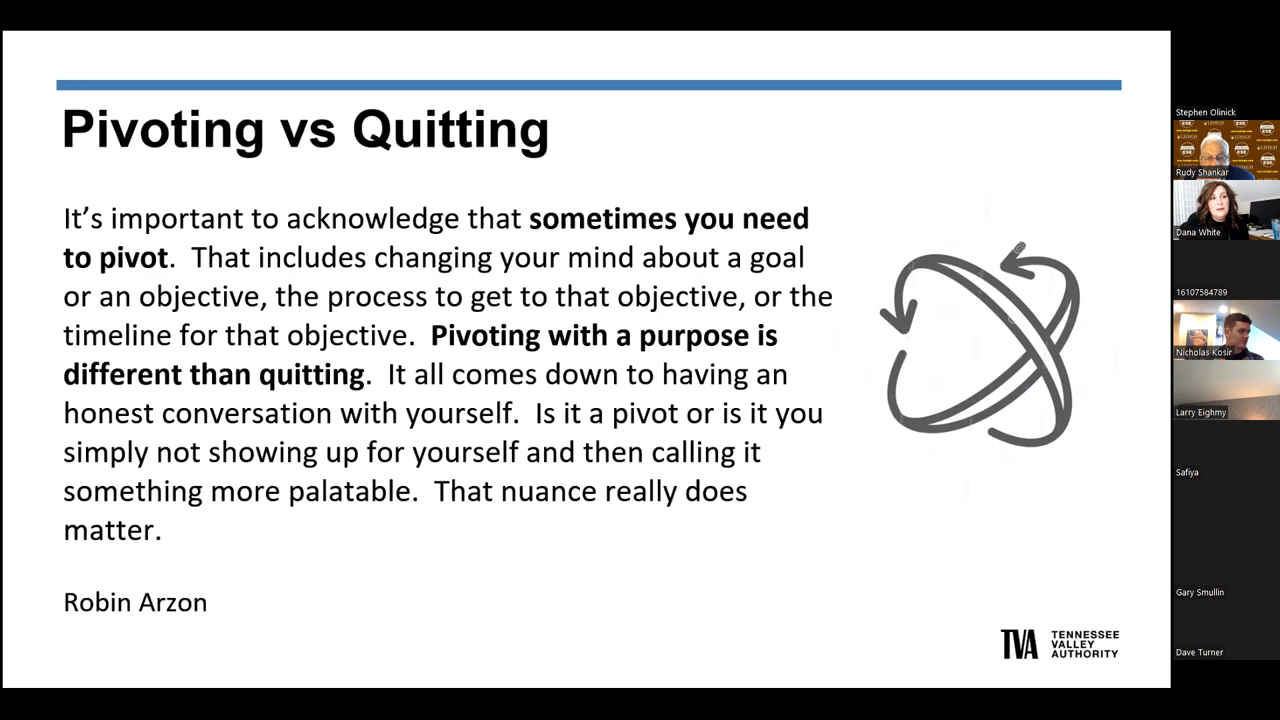 Pivoting vs Quitting
It’s important to acknowledge that sometimes you need
to pivot.  That includes changing your mind about a goal
or an objective, the process to get to that objective, or the
timeline for that objective.  Pivoting with a purpose is
different than quitting.  It all comes down to having an
honest conversation with yourself.  Is it a pivot or is it you
simply not showing up for yourself and then calling it
something more palatable.  That nuance really does
matter.
Robin Arzon
TVA
TENNESSEE
VALLEY
AUTHORITY
Stephen Olinick
Rudy Shankar
Dana White
16107584789
Nicholas Kosir
Larry Eighmy
Safiya
Gary Smullin
Dave Turner